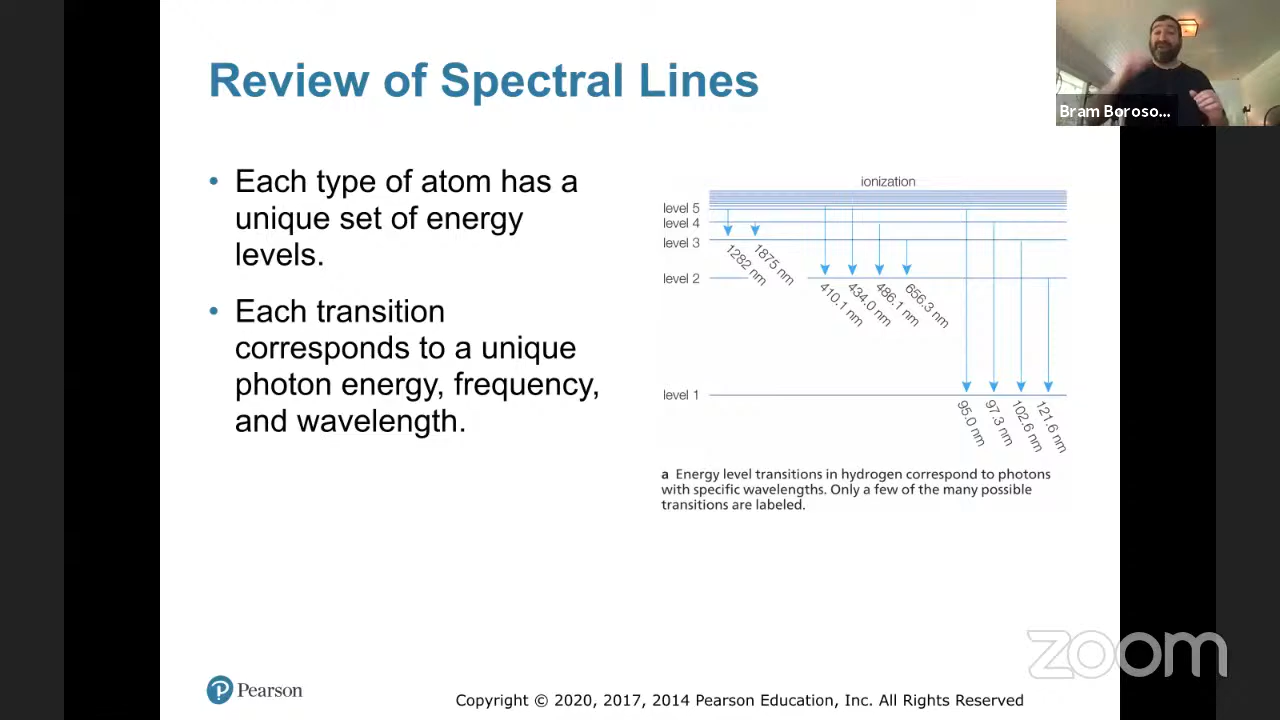 Review of Spectral Lines
Bram Boroso...
• Each type of atom has a
unique set of energy
levels.
• Each transition
corresponds to a unique
photon energy, frequency,
and wavelength.
ionization
level 5
level 4
level 3
level 2
level 1
1282 nm
1875 nm
410.1 nm
434.0 nm
486.1 nm
656.3 nm
95.0 nm
97.3 nm
102.6 nm
121.6 nm
a Energy level transitions in hydrogen correspond to photons
with specific wavelengths. Only a few of the many possible
transitions are labeled.
zoom
P Pearson
Copyright © 2020, 2017, 2014 Pearson Education, Inc. All Rights Reserved